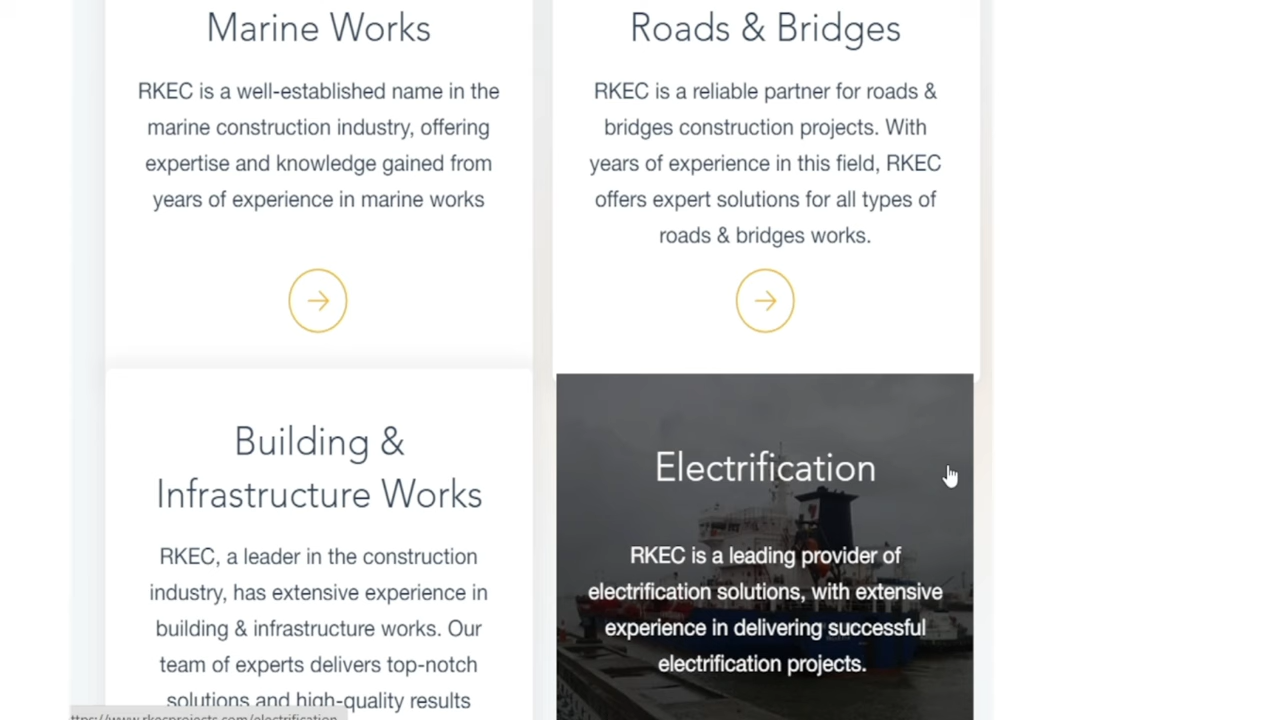 Marine Works
RKEC is a well-established name in the
marine construction industry, offering
expertise and knowledge gained from
years of experience in marine works
Roads & Bridges
RKEC is a reliable partner for roads &
bridges construction projects. With
years of experience in this field, RKEC
offers expert solutions for all types of
roads & bridges works.
Building &
Infrastructure Works
RKEC, a leader in the construction
industry, has extensive experience in
building & infrastructure works. Our
team of experts delivers top-notch
solutions and high-quality results
Electrification
RKEC is a leading provider of
electrification solutions, with extensive
experience in delivering successful
electrification projects.
ttps://www.rkecprojects.com/electrification